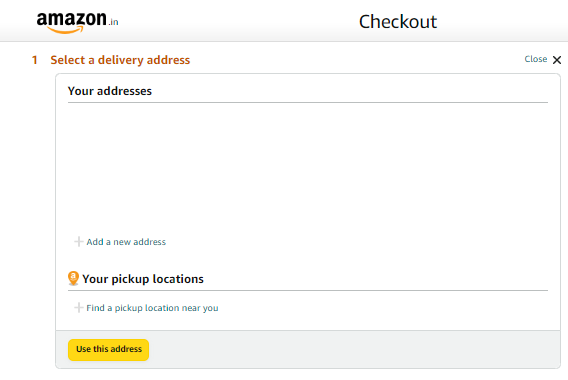 amazon.in
Checkout
1 Select a delivery address
Close
Your addresses
Add a new address
Your pickup locations
Find a pickup location near you
Use this address